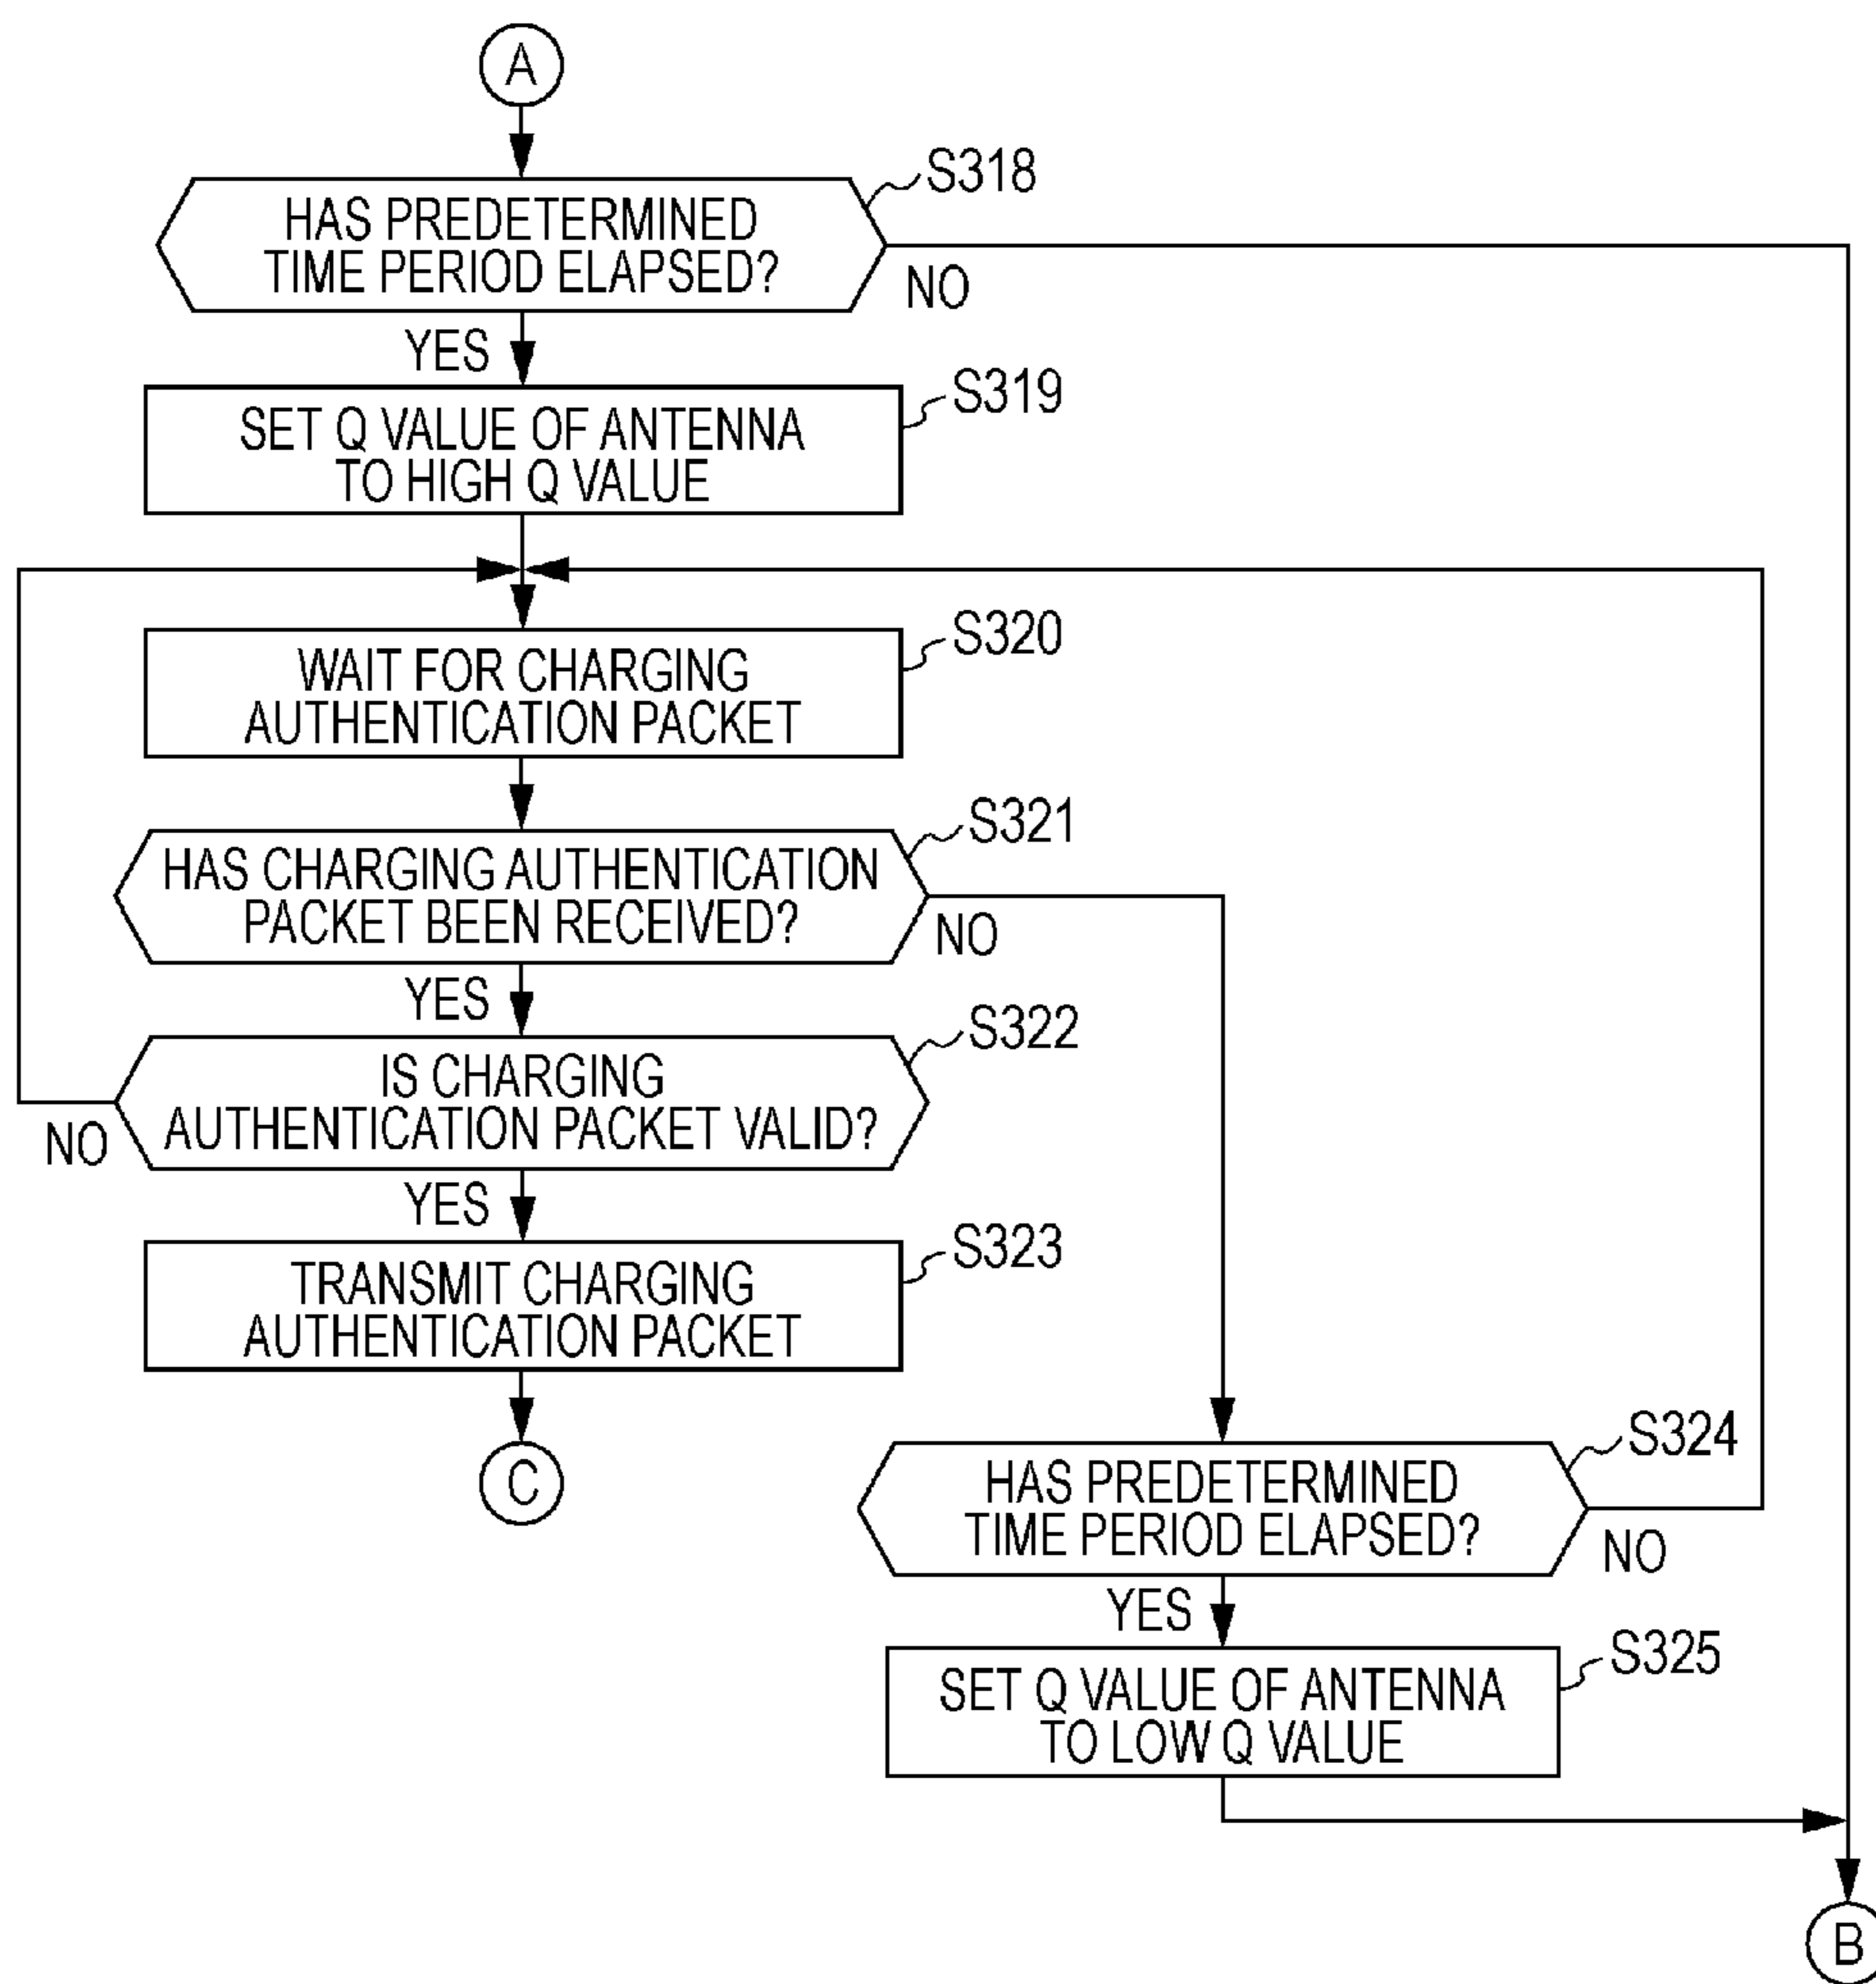 A
S318
HAS PREDETERMINED
TIME PERIOD ELAPSED?
NO
YES
S319
SET Q VALUE OF ANTENNA
TO HIGH Q VALUE
S320
WAIT FOR CHARGING
AUTHENTICATION PACKET
S321
HAS CHARGING AUTHENTICATION
PACKET BEEN RECEIVED?
NO
YES
S322
IS CHARGING
AUTHENTICATION PACKET VALID?
NO
YES
S323
TRANSMIT CHARGING
AUTHENTICATION PACKET
C
S324
HAS PREDETERMINED
TIME PERIOD ELAPSED?
NO
YES
S325
SET Q VALUE OF ANTENNA
TO LOW Q VALUE
B